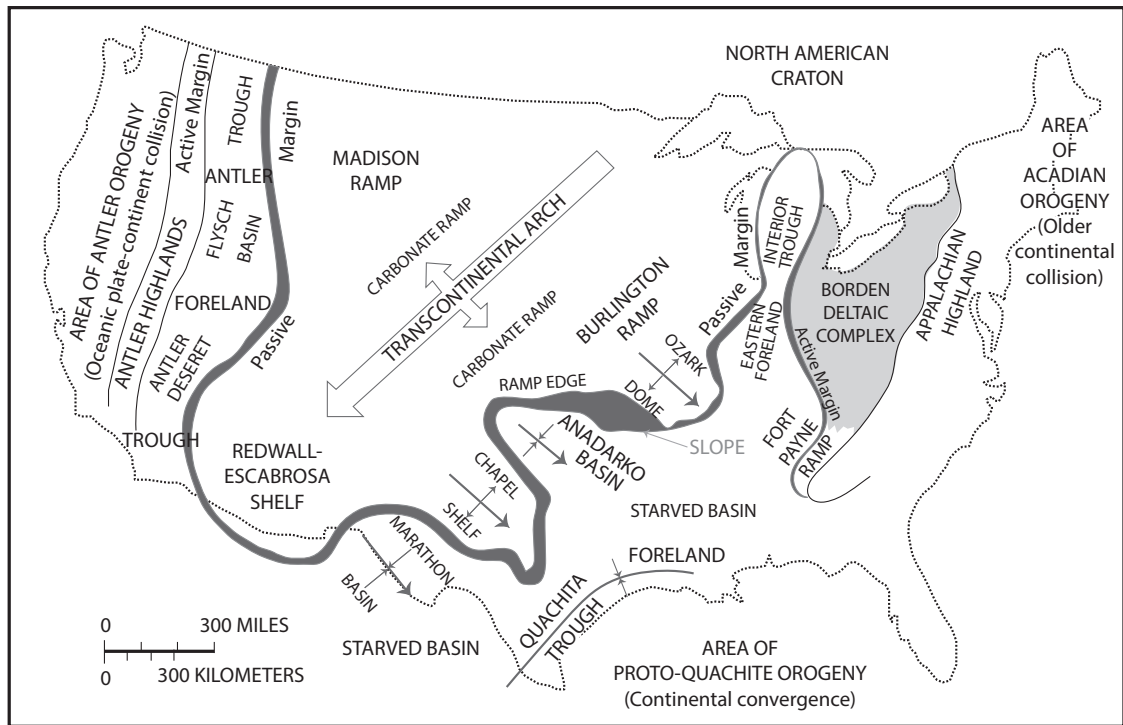 NORTH AMERICAN
CRATON
AREA OF ANTLER OROGENY
(Oceanic plate-continent collision)
ANTLER HIGHLANDS
Active Margin
TROUGH
ANTLER
FLYSCH
BASIN
FORELAND
ANTLER
DESERET
TROUGH
Margin
Passive
MADISON
RAMP
CARBONATE RAMP
TRANSCONTINENTAL ARCH
CARBONATE RAMP
BURLINGTON
RAMP
Margin
Passive
INTERIOR
TROUGH
EASTERN
FORELAND
Active Margin
BORDEN
DELTAIC
COMPLEX
APPALACHIAN
HIGHLAND
AREA
OF
ACADIAN
OROGENY
(Older
continental
collision)
OZARK
DOME
RAMP EDGE
SLOPE
ANADARKO
BASIN
FORT
PAYNE
RAMP
REDWALL-
ESCABROSA
SHELF
CHAPEL
SHELF
MARATHON
BASIN
STARVED BASIN
FORELAND
QUACHITA
TROUGH
STARVED BASIN
AREA OF
PROTO-QUACHITE OROGENY
(Continental convergence)
0 300 MILES
0 300 KILOMETERS